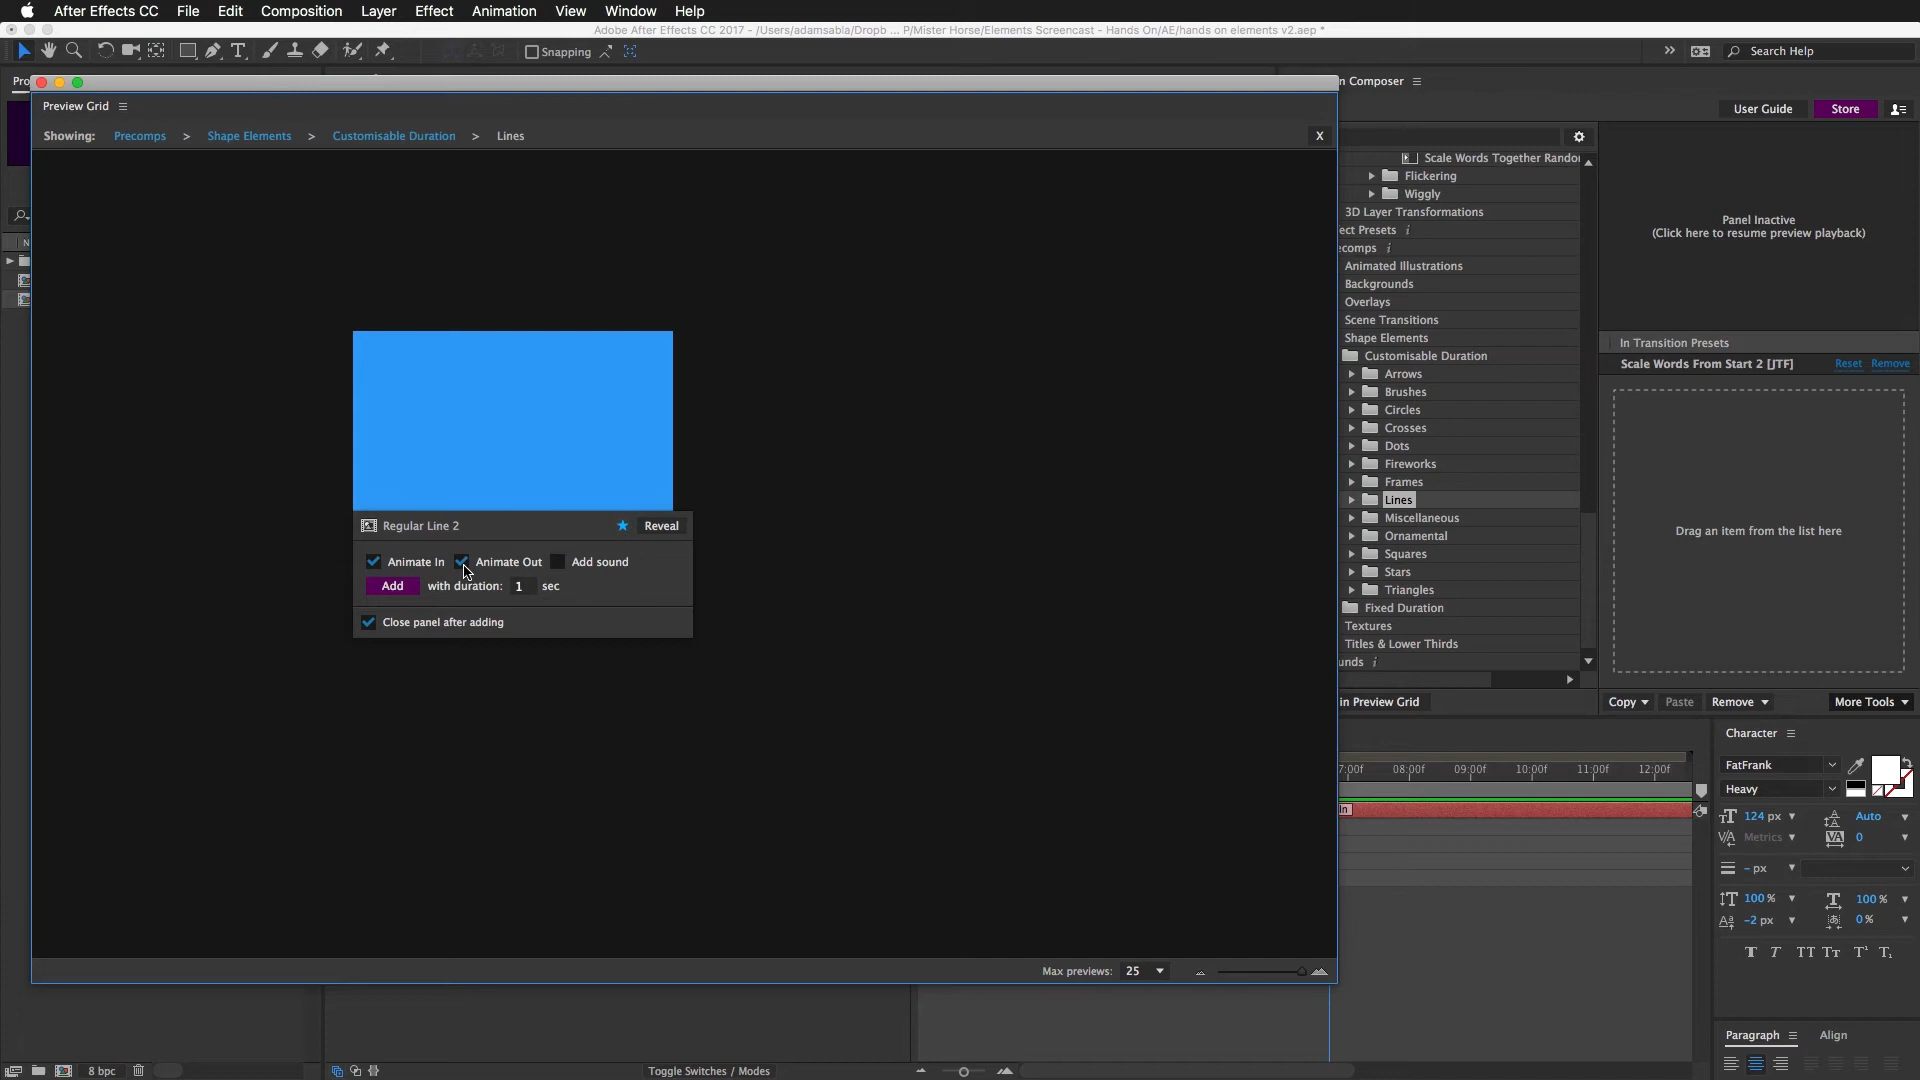 After Effects CC File Edit Composition Layer Effect Animation View Window Help
Adobe After Effects CC 2017 - /Users/adamsabla/Dropb ... P/Mister Horse/Elements Screencast - Hands On/AE/hands on elements v2.aep *
Snapping
Search Help
Preview Grid
n Composer
User Guide Store
Showing: Precomps > Shape Elements > Customisable Duration > Lines X
Scale Words Together Rando
Flickering
Wiggly
3D Layer Transformations
ect Presets i
ecomps i
Animated Illustrations
Backgrounds
Overlays
Scene Transitions
Shape Elements
Customisable Duration
Arrows
Brushes
Circles
Crosses
Dots
Fireworks
Frames
Lines
Miscellaneous
Ornamental
Squares
Stars
Triangles
Fixed Duration
Textures
Titles & Lower Thirds
unds i
in Preview Grid
Panel Inactive
(Click here to resume preview playback)
In Transition Presets
Scale Words From Start 2 [JTF] Reset Remove
Drag an item from the list here
Copy Paste Remove More Tools
Regular Line 2 Reveal
Animate In Animate Out Add sound
Add with duration: 1 sec
Close panel after adding
Max previews: 25
7:00f 08:00f 09:00f 10:00f 11:00f 12:00f
In
Character
FatFrank
Heavy
124 px Auto
Metrics 0
- px
100 % 100 %
-2 px 0 %
Paragraph Align
8 bpc
Toggle Switches / Modes